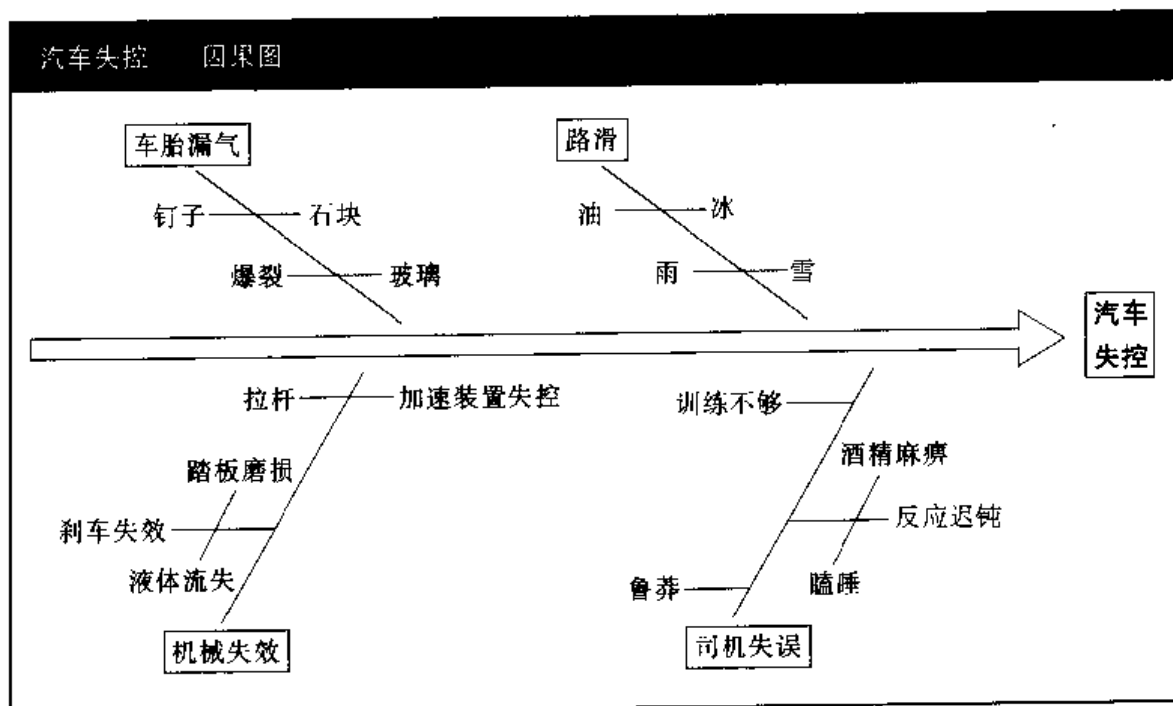 汽车失控 因果图
车胎漏气
路滑
钉子 石块
油 冰
爆裂 玻璃
雨 雪
汽车
失控
拉杆 加速装置失控
训练不够
踏板磨损
酒精麻痹
刹车失效
反应迟钝
液体流失
瞌睡
鲁莽
机械失效
司机失误